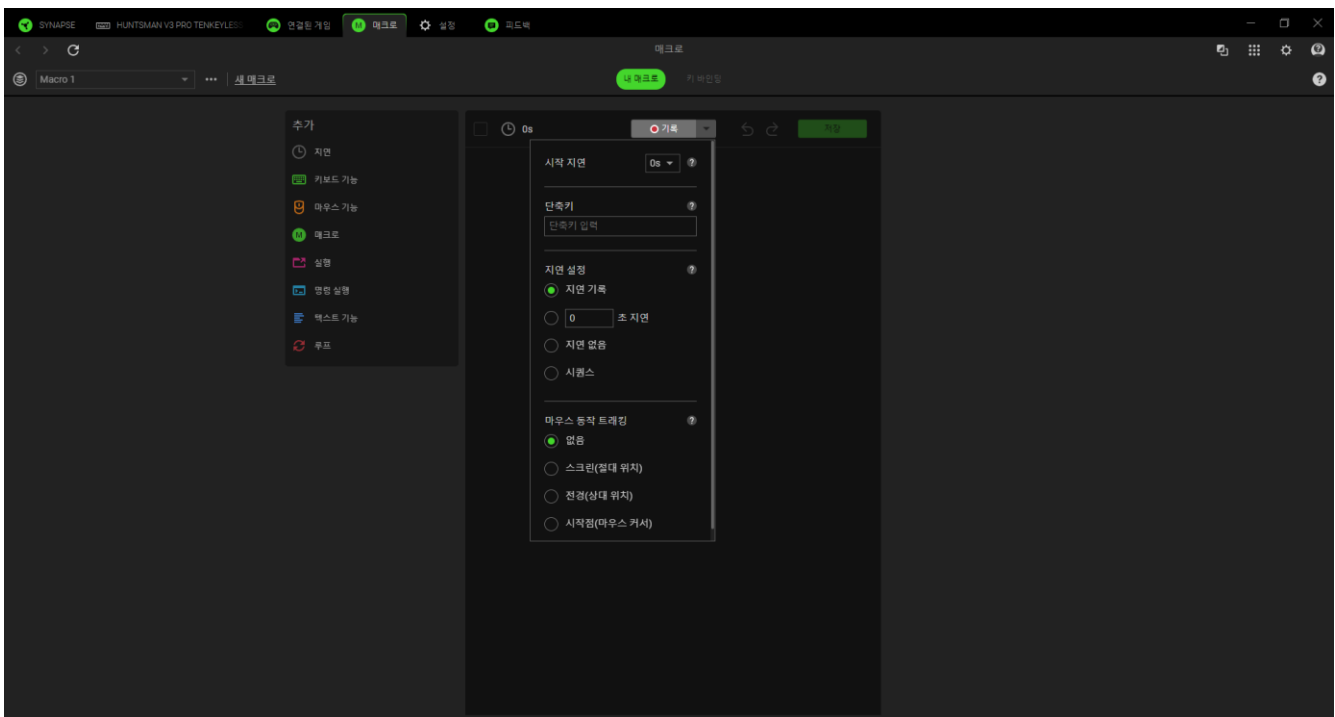 SYNAPSE HUNTSMAN V3 PRO TENKEYLES 연결된 게임 매크로 설정 피드백
매크로
Macro 1 ••• 새 매크로 내 매크로 키 바인딩
추가
지연
키보드 기능
마우스 기능
매크로
실행
명령 실행
텍스트 기능
루프
0s 기록 저장
시작 지연 0s
단축키
단축키 입력
지연 설정
지연 기록
0 초 지연
지연 없음
시퀀스
마우스 동작 트래킹
없음
스크린(절대 위치)
전경(상대 위치)
시작점(마우스 커서)